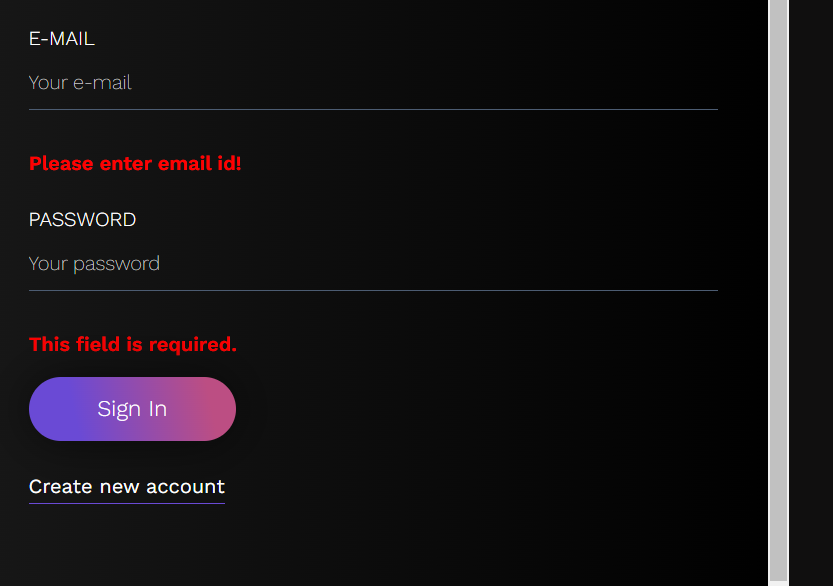 E-MAIL
Your e-mail
Please enter email id!
PASSWORD
Your password
This field is required.
Sign In
Create new account